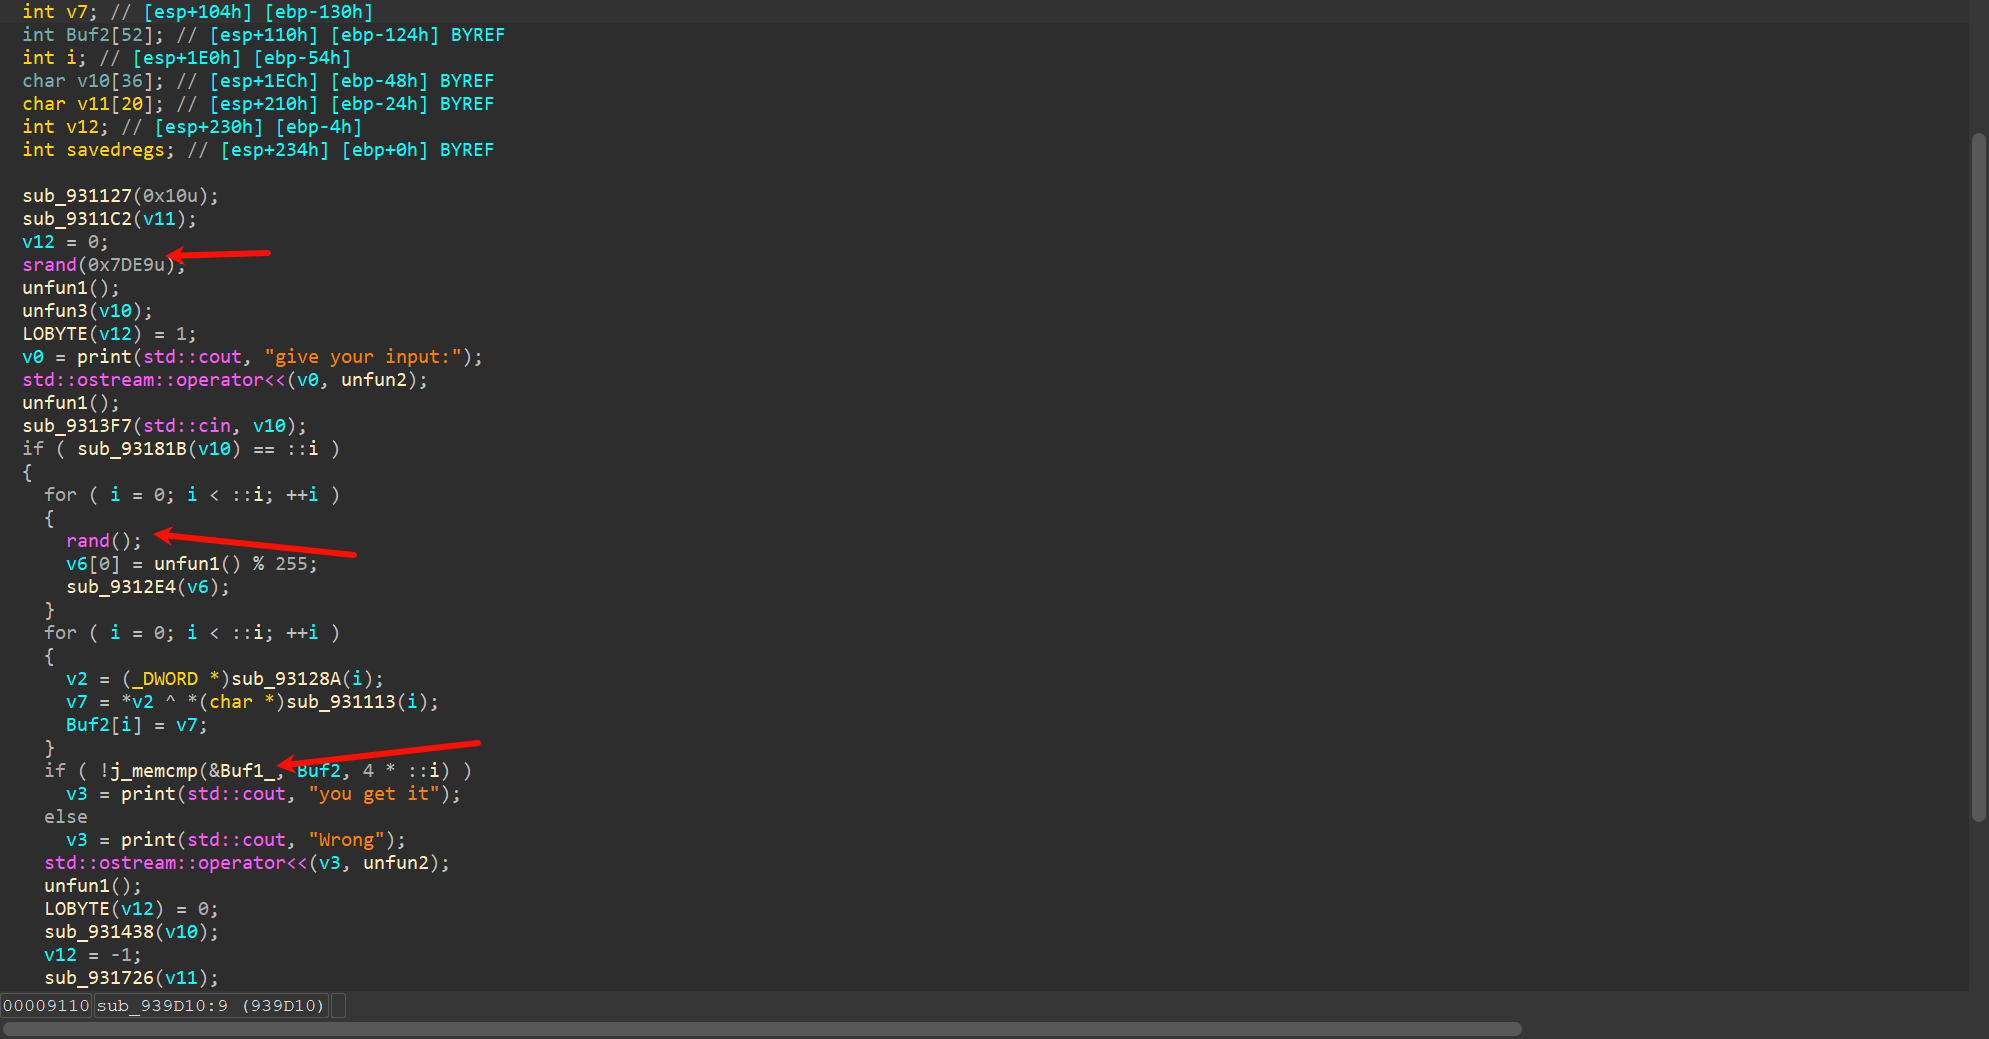 int v7; // [esp+104h] [ebp-130h]
int Buf2[52]; // [esp+110h] [ebp-124h] BYREF
int i; // [esp+1E0h] [ebp-54h]
char v10[36]; // [esp+1ECh] [ebp-48h] BYREF
char v11[20]; // [esp+210h] [ebp-24h] BYREF
int v12; // [esp+230h] [ebp-4h]
int savedregs; // [esp+234h] [ebp+0h] BYREF
sub_931127(0x10u);
sub_9311C2(v11);
v12 = 0;
srand(0x7DE9u);
unfun1();
unfun3(v10);
LOBYTE(v12) = 1;
v0 = print(std::cout, "give your input:");
std::ostream::operator<<(v0, unfun2);
unfun1();
sub_9313F7(std::cin, v10);
if ( sub_93181B(v10) == ::i )
{
for ( i = 0; i < ::i; ++i )
{
rand();
v6[0] = unfun1() % 255;
sub_9312E4(v6);
}
for ( i = 0; i < ::i; ++i )
{
v2 = (_DWORD *)sub_93128A(i);
v7 = *v2 ^ *(char *)sub_931113(i);
Buf2[i] = v7;
}
if ( !j_memcmp(&Buf1_, Buf2, 4 * ::i) )
v3 = print(std::cout, "you get it");
else
v3 = print(std::cout, "Wrong");
std::ostream::operator<<(v3, unfun2);
unfun1();
LOBYTE(v12) = 0;
sub_931438(v10);
v12 = -1;
sub_931726(v11);
00009110 sub_939D10:9 (939D10)